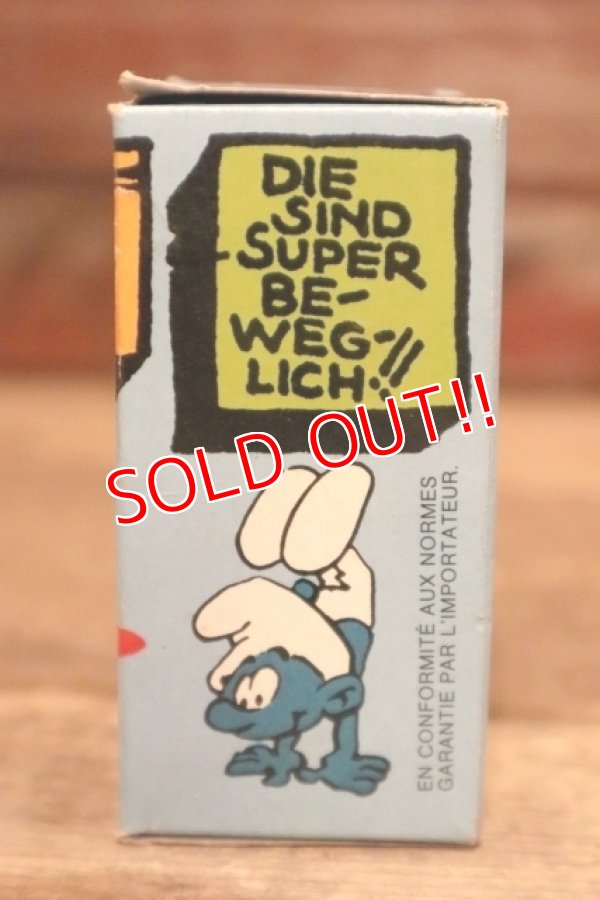 DIE
SIND
SUPER
BE-
WEG-
LICH!!
SOLD OUT!!
EN CONFORMITÉ AUX NORMES
GARANTIE PAR L'IMPORTATEUR.